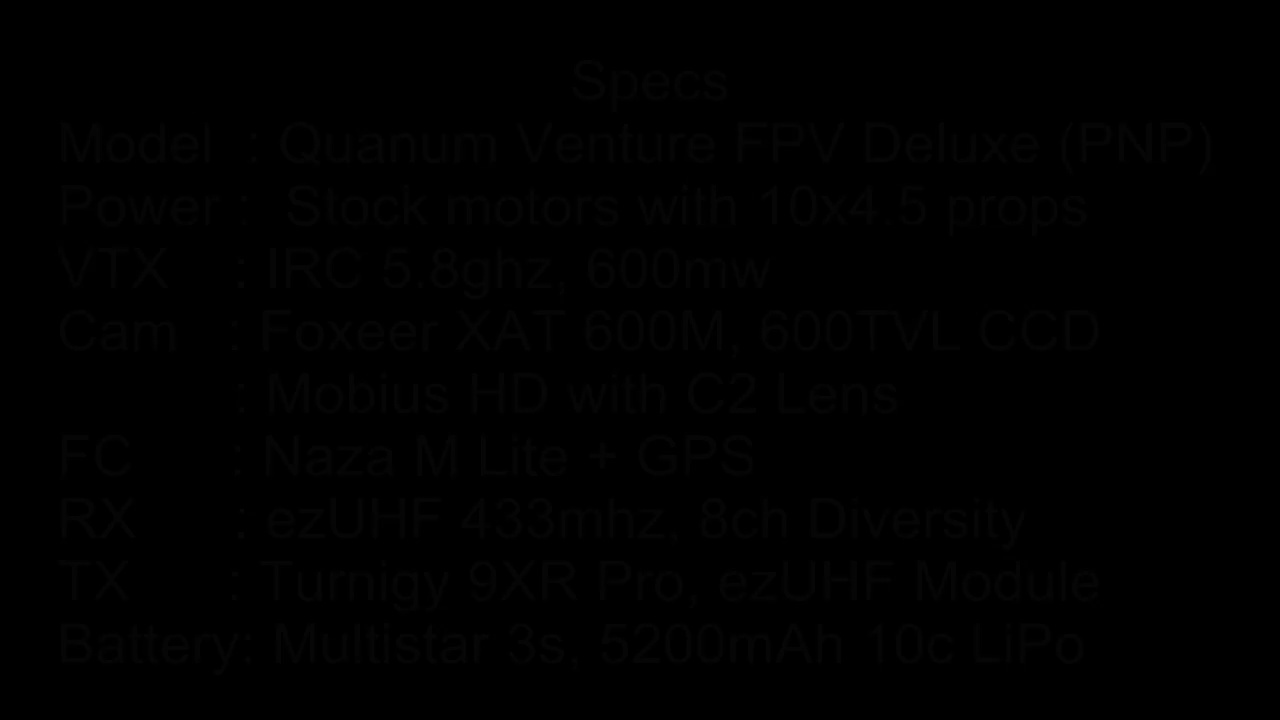 Specs
Model : Quanum Venture FPV Deluxe (PNP)
Power : Stock motors with 10x4.5 props
VTX : IRC 5.8ghz, 600mw
Cam : Foxeer XAT 600M, 600TVL CCD
: Mobius HD with C2 Lens
FC : Naza M Lite + GPS
RX : ezUHF 433mhz, 8ch Diversity
TX : Turnigy 9XR Pro, ezUHF Module
Battery: Multistar 3s, 5200mAh 10c LiPo